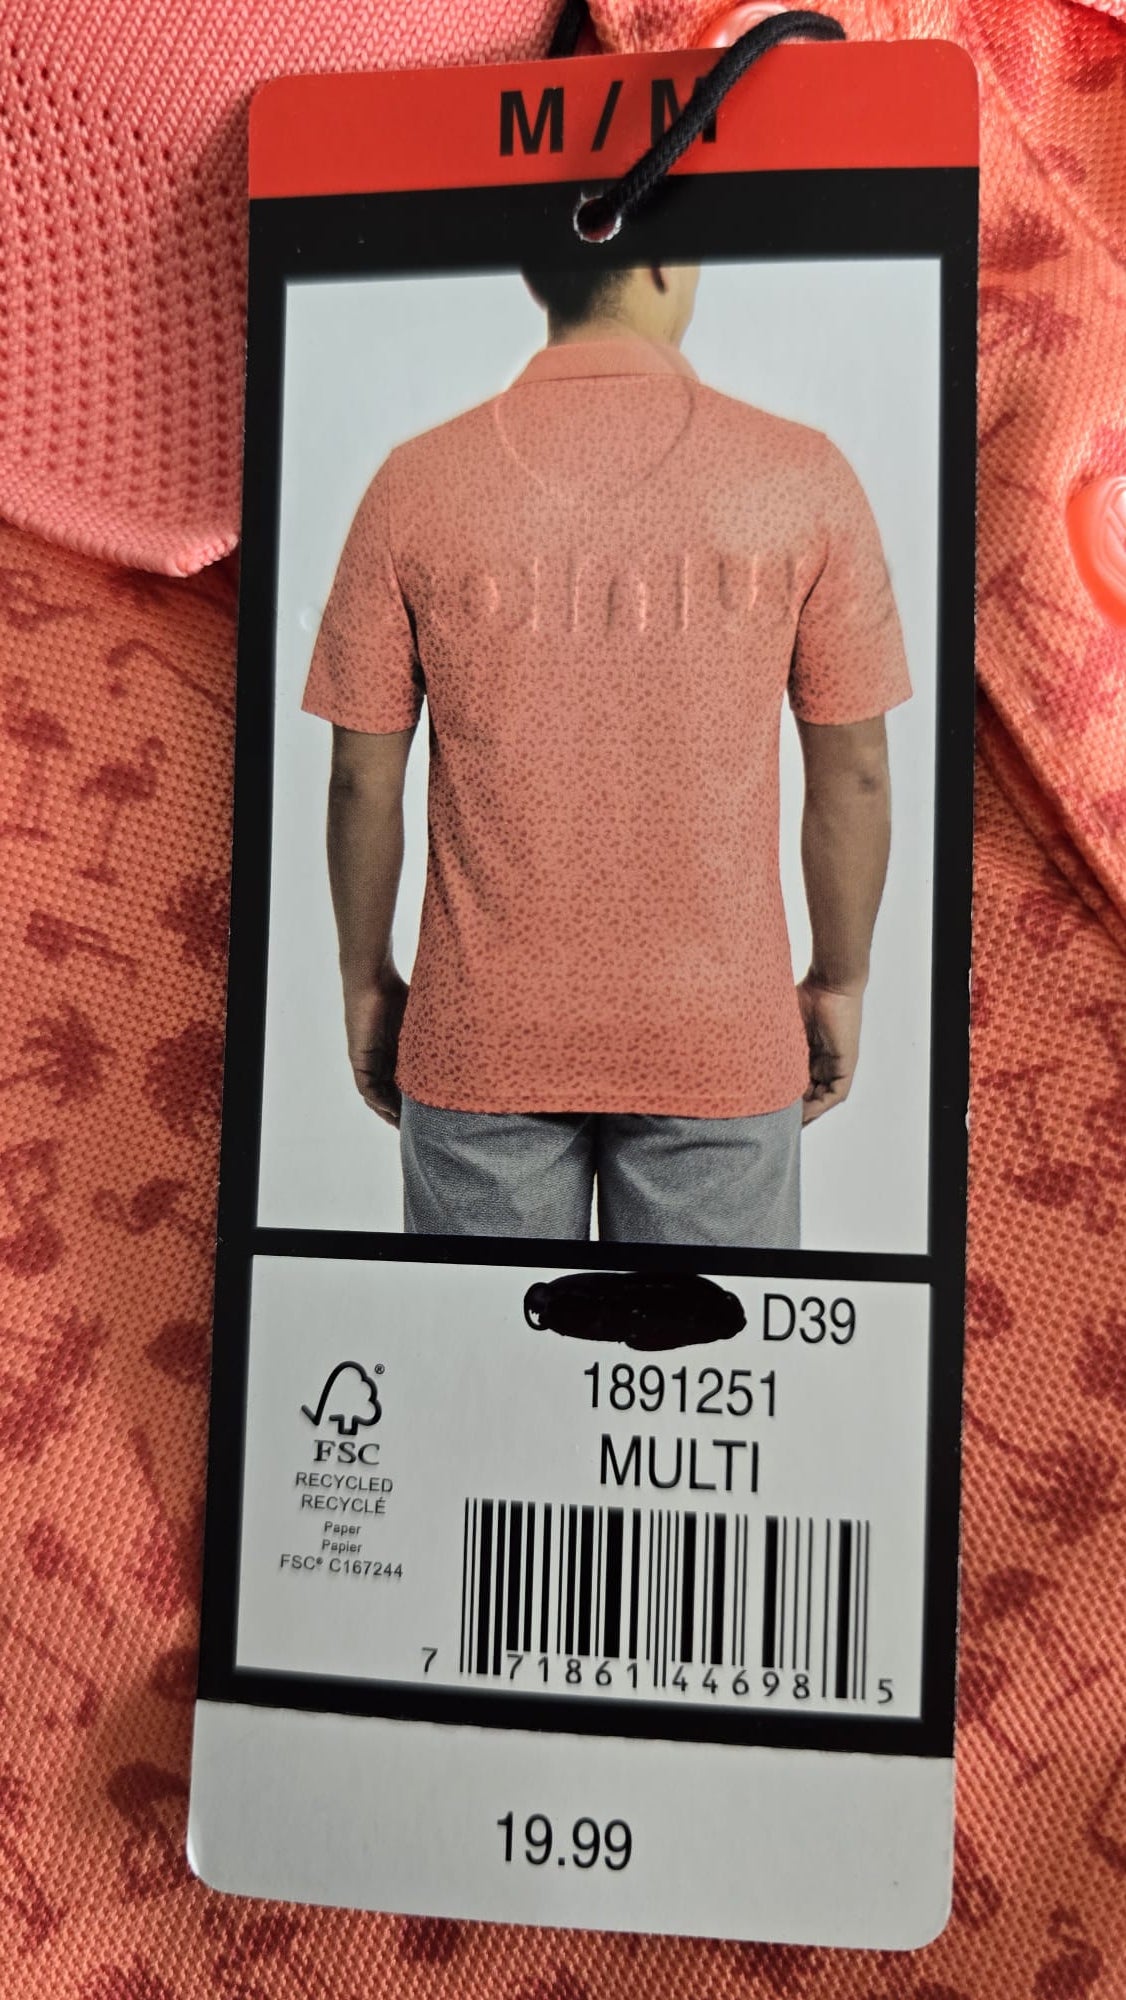 M / M
D39
1891251
MULTI
FSC®
RECYCLED
RECYCLÉ
Paper
Papier
FSC® C167244
7 71861 44698 5
19.99